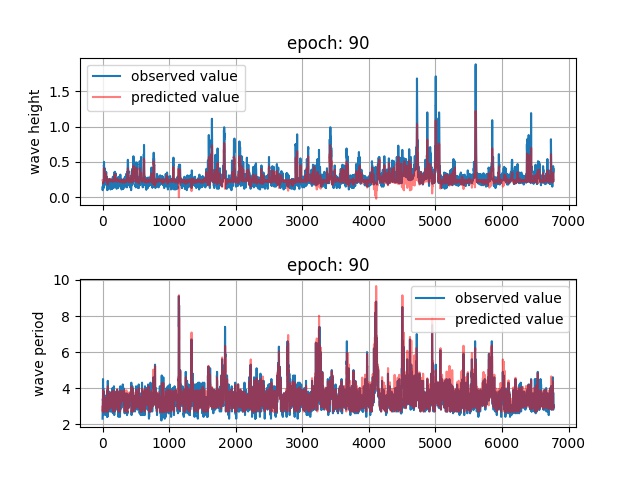 epoch: 90
observed value
predicted value
wave height
1.5
1.0
0.5
0.0
0 1000 2000 3000 4000 5000 6000 7000
epoch: 90
observed value
predicted value
wave period
10
8
6
4
2
0 1000 2000 3000 4000 5000 6000 7000